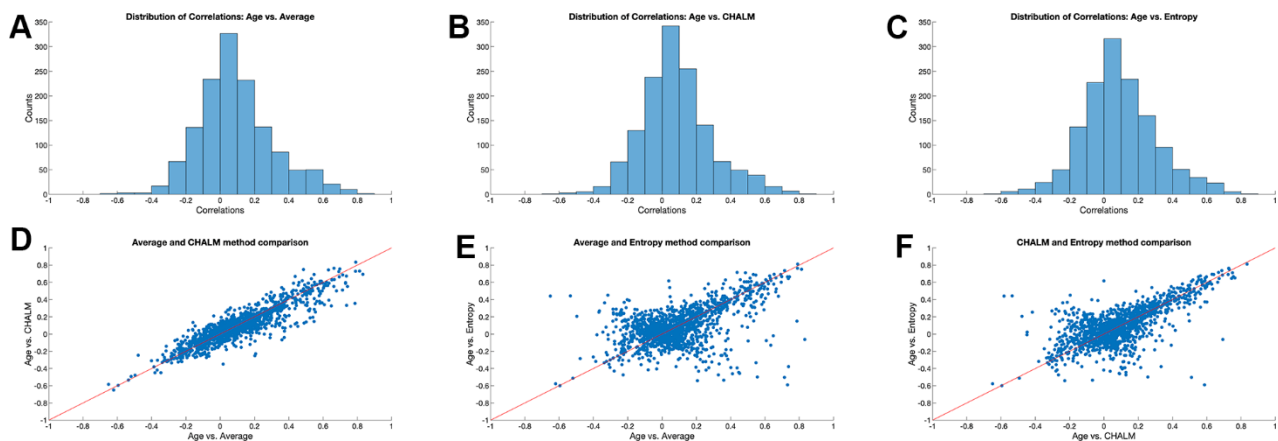 A
Distribution of Correlations: Age vs. Average
350
300
250
200
150
100
50
0
Counts
-1 -0.8 -0.6 -0.4 -0.2 0 0.2 0.4 0.6 0.8 1
Correlations
B
Distribution of Correlations: Age vs. CHALM
350
300
250
200
150
100
50
0
Counts
-1 -0.8 -0.6 -0.4 -0.2 0 0.2 0.4 0.6 0.8 1
Correlations
C
Distribution of Correlations: Age vs. Entropy
350
300
250
200
150
100
50
0
Counts
-1 -0.8 -0.6 -0.4 -0.2 0 0.2 0.4 0.6 0.8 1
Correlations
D
Average and CHALM method comparison
1
0.8
0.6
0.4
0.2
0
-0.2
-0.4
-0.6
-0.8
-1
Age vs. CHALM
-1 -0.8 -0.6 -0.4 -0.2 0 0.2 0.4 0.6 0.8 1
Age vs. Average
E
Average and Entropy method comparison
1
0.8
0.6
0.4
0.2
0
-0.2
-0.4
-0.6
-0.8
-1
Age vs. Entropy
-1 -0.8 -0.6 -0.4 -0.2 0 0.2 0.4 0.6 0.8 1
Age vs. Average
F
CHALM and Entropy method comparison
1
0.8
0.6
0.4
0.2
0
-0.2
-0.4
-0.6
-0.8
-1
Age vs. Entropy
-1 -0.8 -0.6 -0.4 -0.2 0 0.2 0.4 0.6 0.8 1
Age vs. CHALM